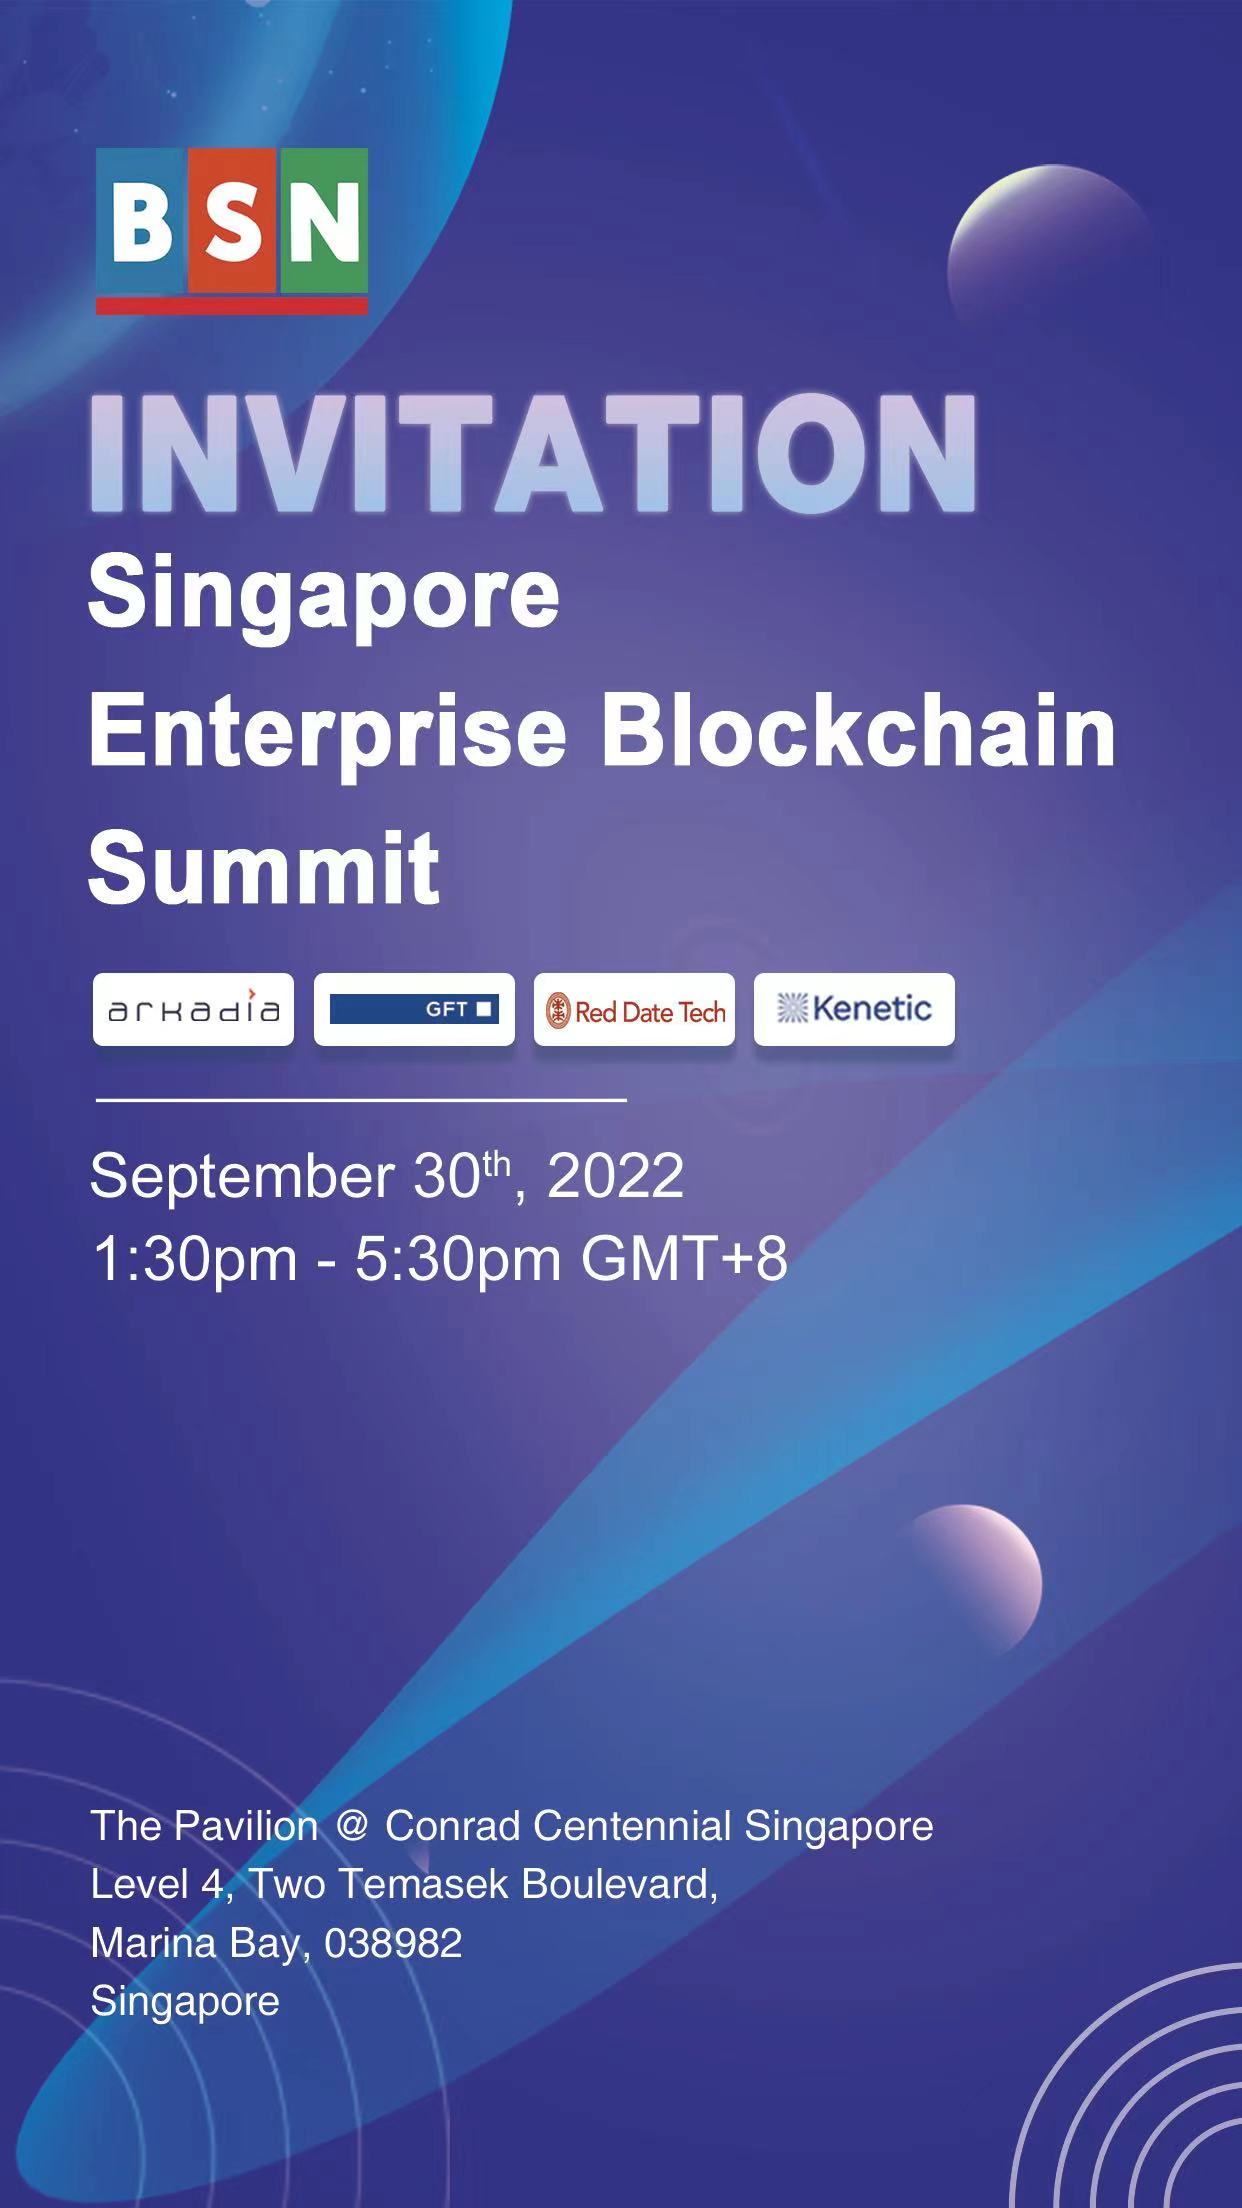 BSN
INVITATION
Singapore
Enterprise Blockchain
Summit
arkadia
GFT
Red Date Tech
Kenetic
September 30th, 2022
1:30pm - 5:30pm GMT+8
The Pavilion @ Conrad Centennial Singapore
Level 4, Two Temasek Boulevard,
Marina Bay, 038982
Singapore